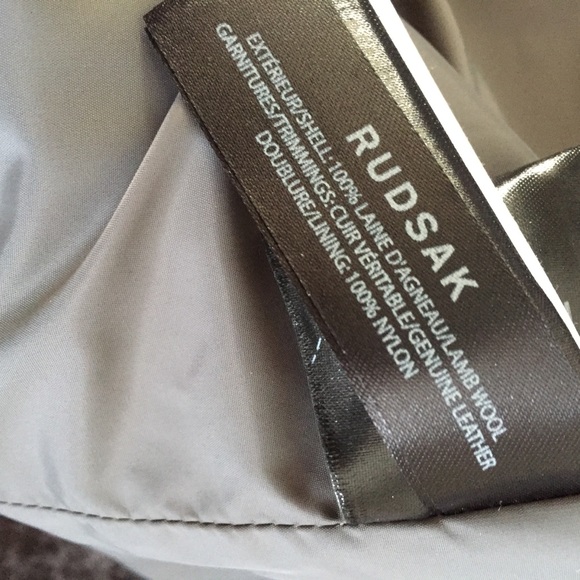 RUDSAK
EXTÉRIEUR/SHELL:100% LAINE D'AGNEAU/LAMB WOOL
GARNITURES/TRIMMINGS:CUIR VÉRITABLE/GENUINE LEATHER
DOUBLURE/LINING:100% NYLON